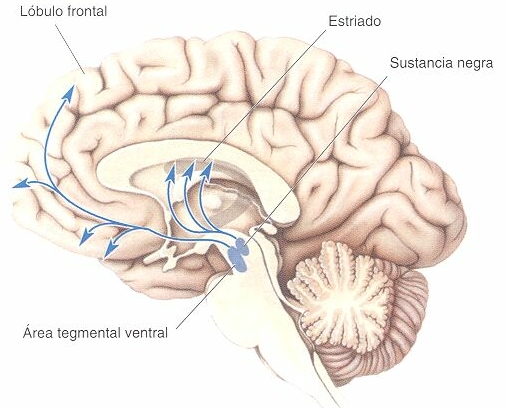 Lóbulo frontal
Estriado
Sustancia negra
Área tegmental ventral